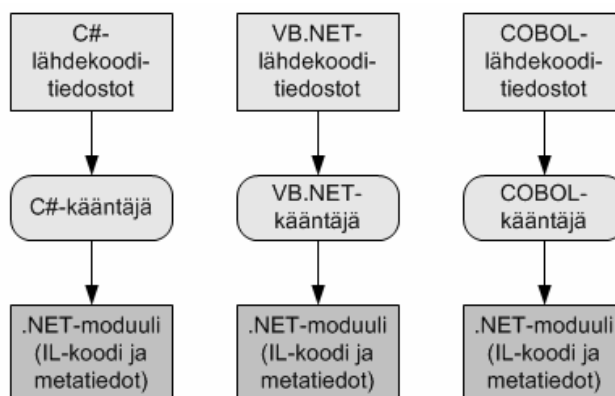 C#-
lähdekoodi-
tiedostot
VB.NET-
lähdekoodi-
tiedostot
COBOL-
lähdekoodi-
tiedostot
C#-kääntäjä
VB.NET-
kääntäjä
COBOL-
kääntäjä
.NET-moduuli
(IL-koodi ja
metatiedot)
.NET-moduuli
(IL-koodi ja
metatiedot)
.NET-moduuli
(IL-koodi ja
metatiedot)